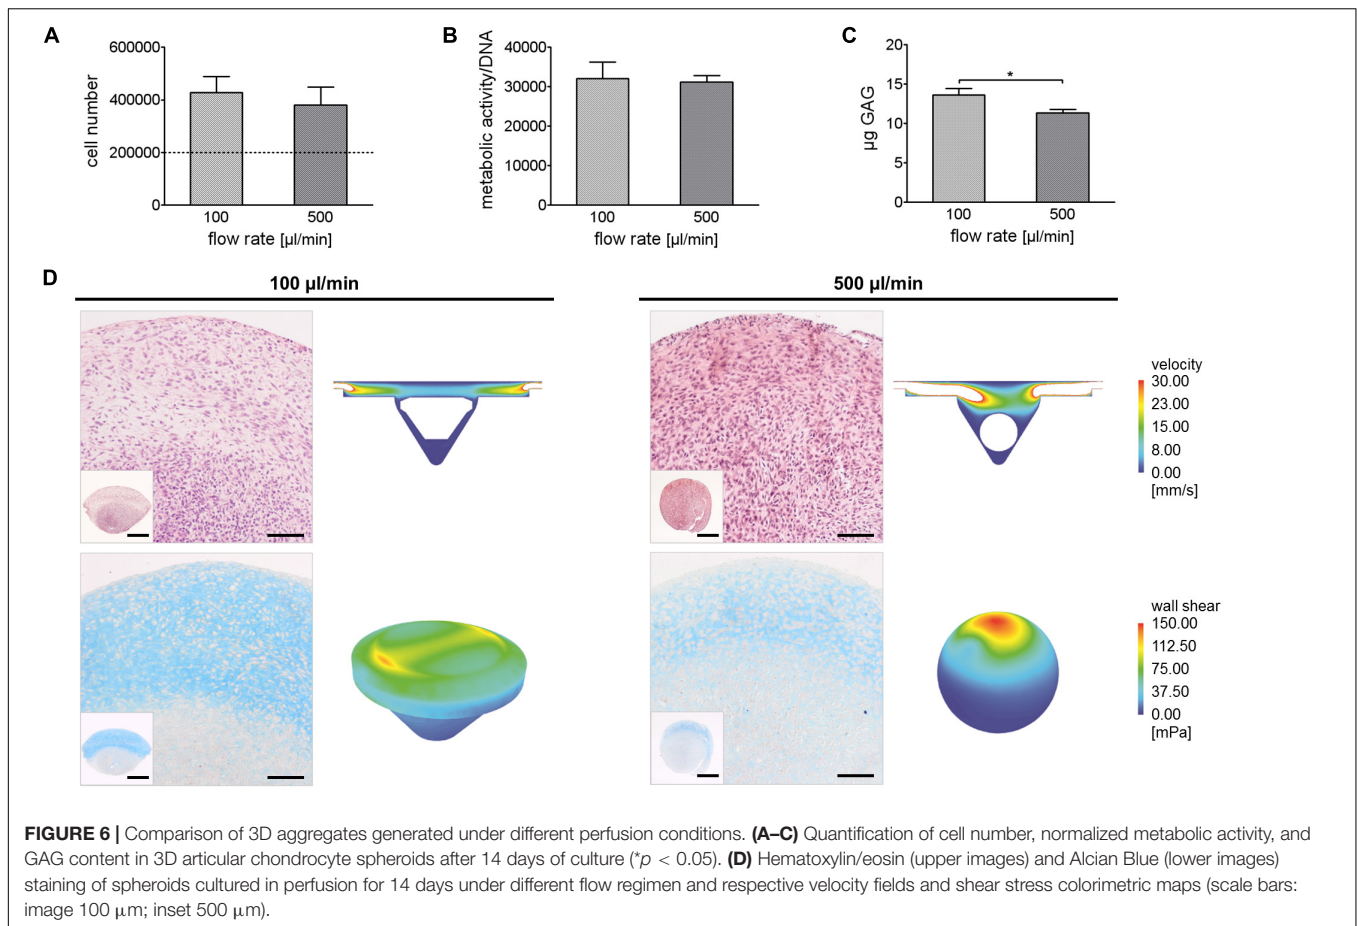 A
600000
400000
200000
0
cell number
100
500
flow rate [µl/min]
B
40000
30000
20000
10000
0
metabolic activity/DNA
100
500
flow rate [µl/min]
C
20
15
10
5
0
µg GAG
*
100
500
flow rate [µl/min]
D
100 µl/min
500 µl/min
velocity
30.00
23.00
15.00
8.00
0.00
[mm/s]
wall shear
150.00
112.50
75.00
37.50
0.00
[mPa]
FIGURE 6 | Comparison of 3D aggregates generated under different perfusion conditions. (A–C) Quantification of cell number, normalized metabolic activity, and
GAG content in 3D articular chondrocyte spheroids after 14 days of culture (*p < 0.05). (D) Hematoxylin/eosin (upper images) and Alcian Blue (lower images)
staining of spheroids cultured in perfusion for 14 days under different flow regimen and respective velocity fields and shear stress colorimetric maps (scale bars:
image 100 µm; inset 500 µm).